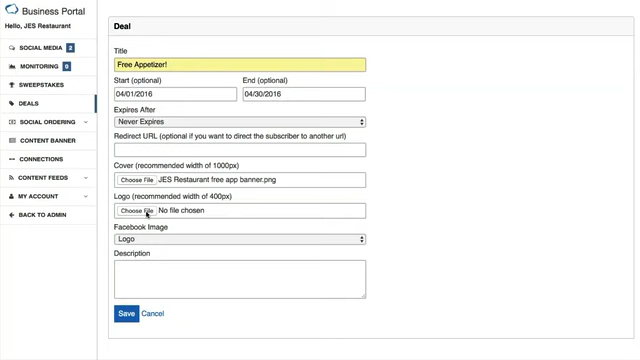 Business Portal
Hello, JES Restaurant
SOCIAL MEDIA 2
MONITORING 9
SWEEPSTAKES
DEALS
SOCIAL ORDERING
CONTENT BANNER
CONNECTIONS
CONTENT FEEDS
MY ACCOUNT
BACK TO ADMIN
Deal
Title
Free Appetizer!
Start (optional) End (optional)
04/01/2016 04/30/2016
Expires After
Never Expires
Redirect URL (optional if you want to direct the subscriber to another url)
Cover (recommended width of 1000px)
Choose File JES Restaurant free app banner.png
Logo (recommended width of 400px)
Choose File No file chosen
Facebook Image
Logo
Description
Save Cancel